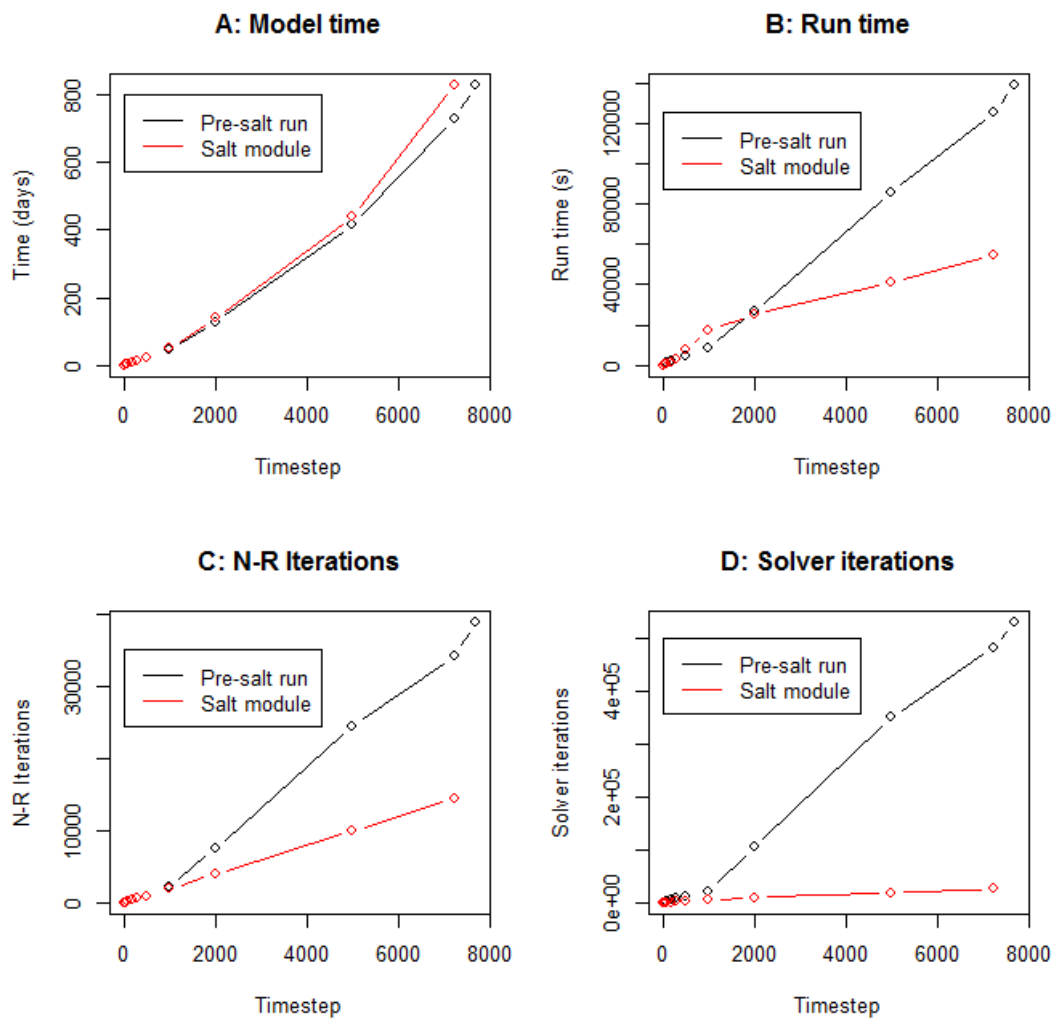 A: Model time
800
600
400
200
0
Time (days)
Pre-salt run
Salt module
0 2000 4000 6000 8000
Timestep
B: Run time
120000
80000
40000
0
Run time (s)
Pre-salt run
Salt module
0 2000 4000 6000 8000
Timestep
C: N-R Iterations
30000
10000
0
N-R Iterations
Pre-salt run
Salt module
0 2000 4000 6000 8000
Timestep
D: Solver iterations
4e+05
2e+05
0e+00
Solver iterations
Pre-salt run
Salt module
0 2000 4000 6000 8000
Timestep